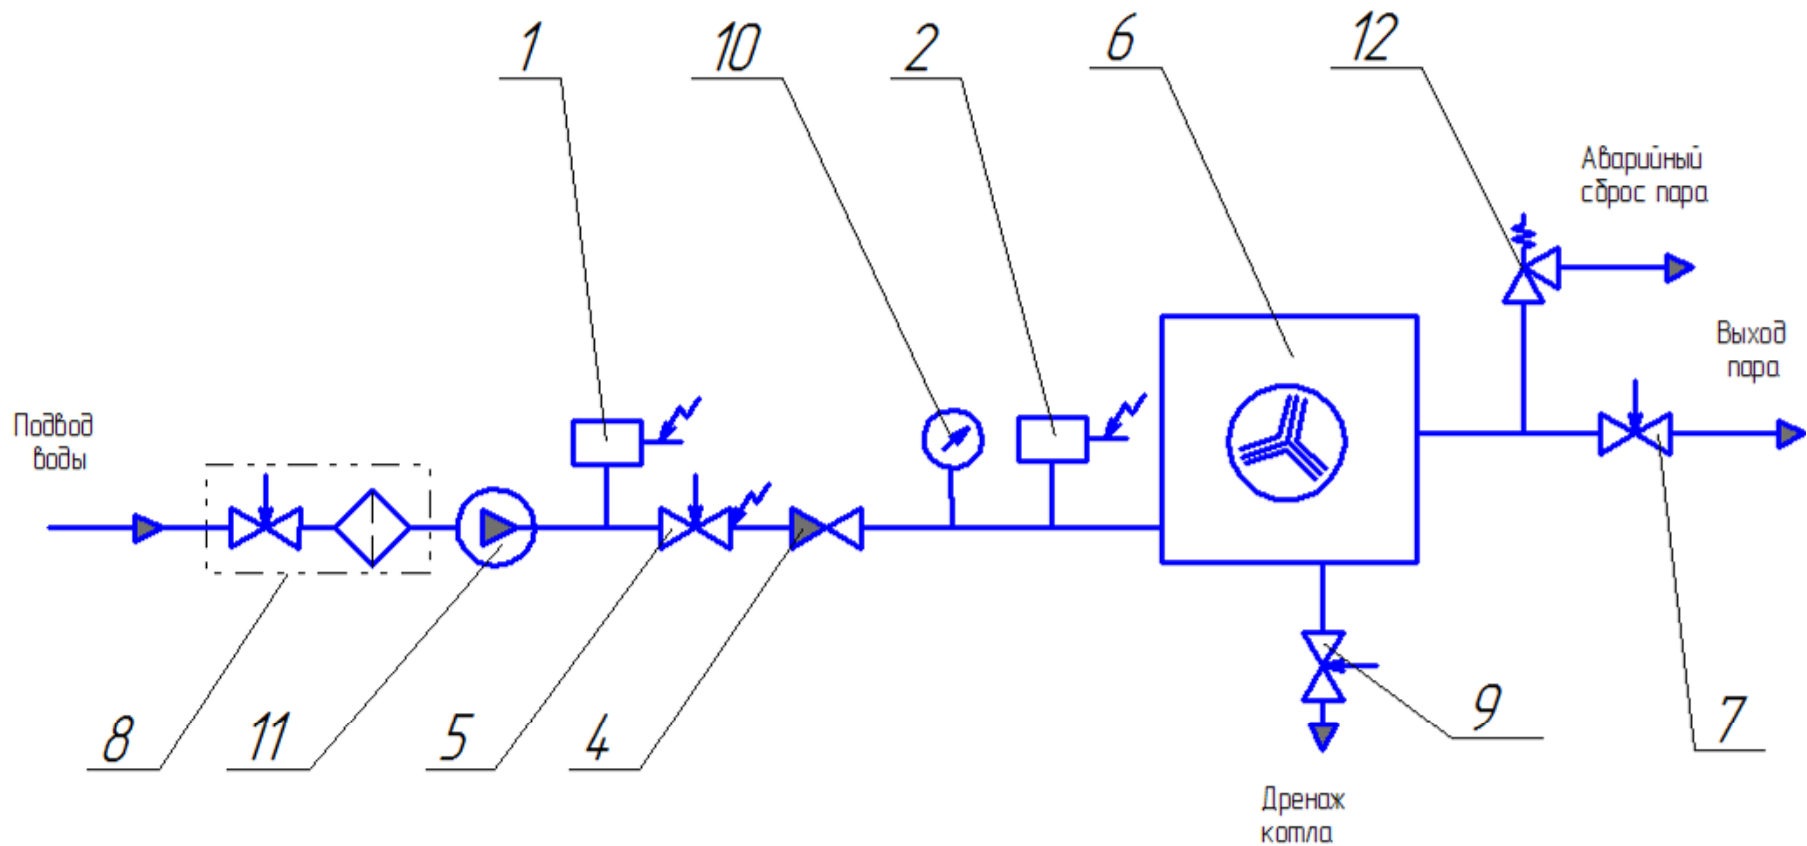 1
10
2
6
12
Аварийный
сброс пара
Выход
пара
Подвод
воды
8
11
5
4
9
7
Дренаж
котла